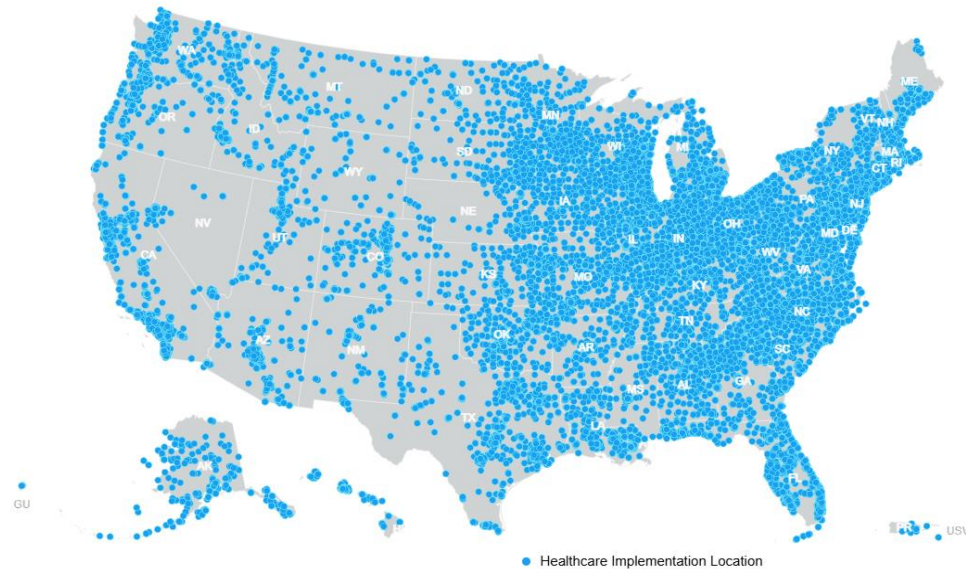 WA
MT
ND
ME
OR
MN
VT
NH
ID
SD
WI
MI
NY
MA
WY
CT
RI
NE
IA
PA
NJ
NV
OH
UT
IL
IN
MD
DE
CA
CO
WV
KS
MO
VA
KY
NC
AZ
OK
TN
NM
AR
SC
MS
AL
GA
TX
LA
AK
FL
GU
PR
Healthcare Implementation Location